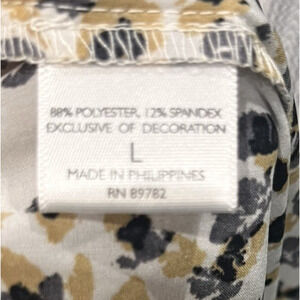 88% POLYESTER, 12% SPANDEX
EXCLUSIVE OF DECORATION
L
MADE IN PHILIPPINES
RN 89782